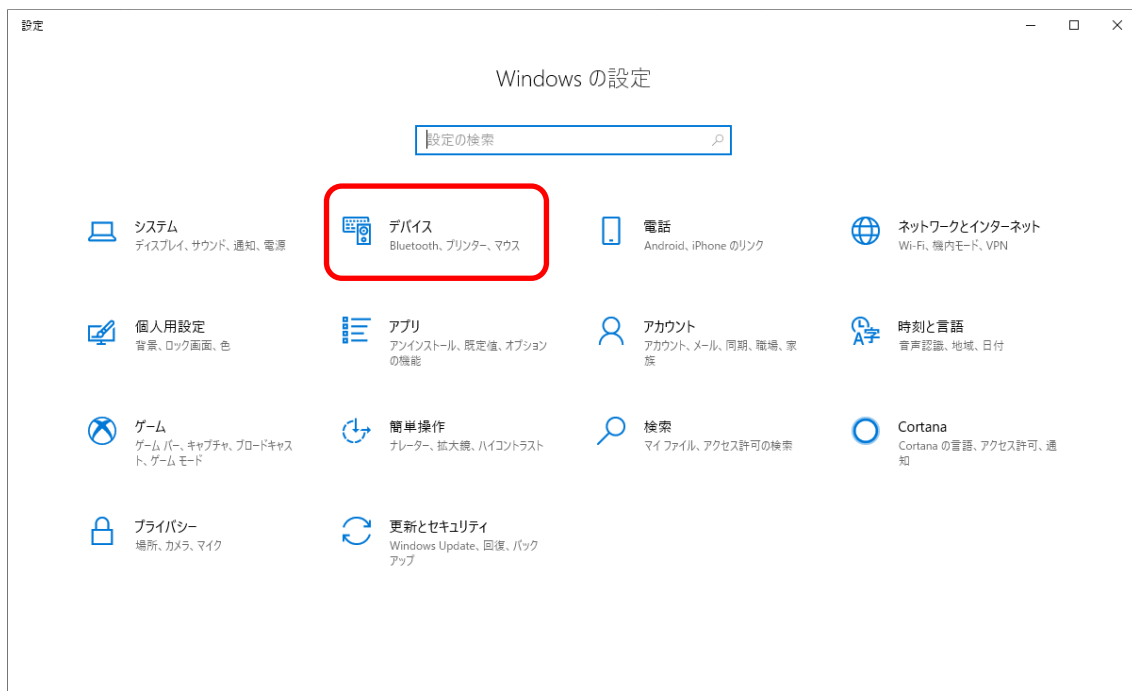 設定
Windows の設定
設定の検索
システム
ディスプレイ、サウンド、通知、電源
デバイス
Bluetooth、プリンター、マウス
電話
Android、iPhone のリンク
ネットワークとインターネット
Wi-Fi、機内モード、VPN
個人用設定
背景、ロック画面、色
アプリ
アンインストール、既定値、オプション
の機能
アカウント
アカウント、メール、同期、職場、家
族
時刻と言語
音声認識、地域、日付
ゲーム
ゲーム バー、キャプチャ、ブロードキャス
ト、ゲーム モード
簡単操作
ナレーター、拡大鏡、ハイコントラスト
検索
マイ ファイル、アクセス許可の検索
Cortana
Cortana の言語、アクセス許可、通
知
プライバシー
場所、カメラ、マイク
更新とセキュリティ
Windows Update、回復、バック
アップ